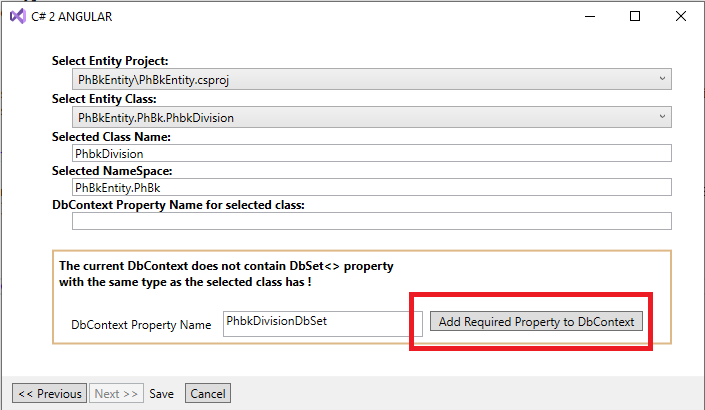 C# 2 ANGULAR
Select Entity Project:
PhBkEntity\PhBkEntity.csproj
Select Entity Class:
PhBkEntity.PhBk.PhbkDivision
Selected Class Name:
PhbkDivision
Selected NameSpace:
PhBkEntity.PhBk
DbContext Property Name for selected class:
The current DbContext does not contain DbSet<> property
with the same type as the selected class has !
DbContext Property Name PhbkDivisionDbSet Add Required Property to DbContext
<< Previous Next >> Save Cancel